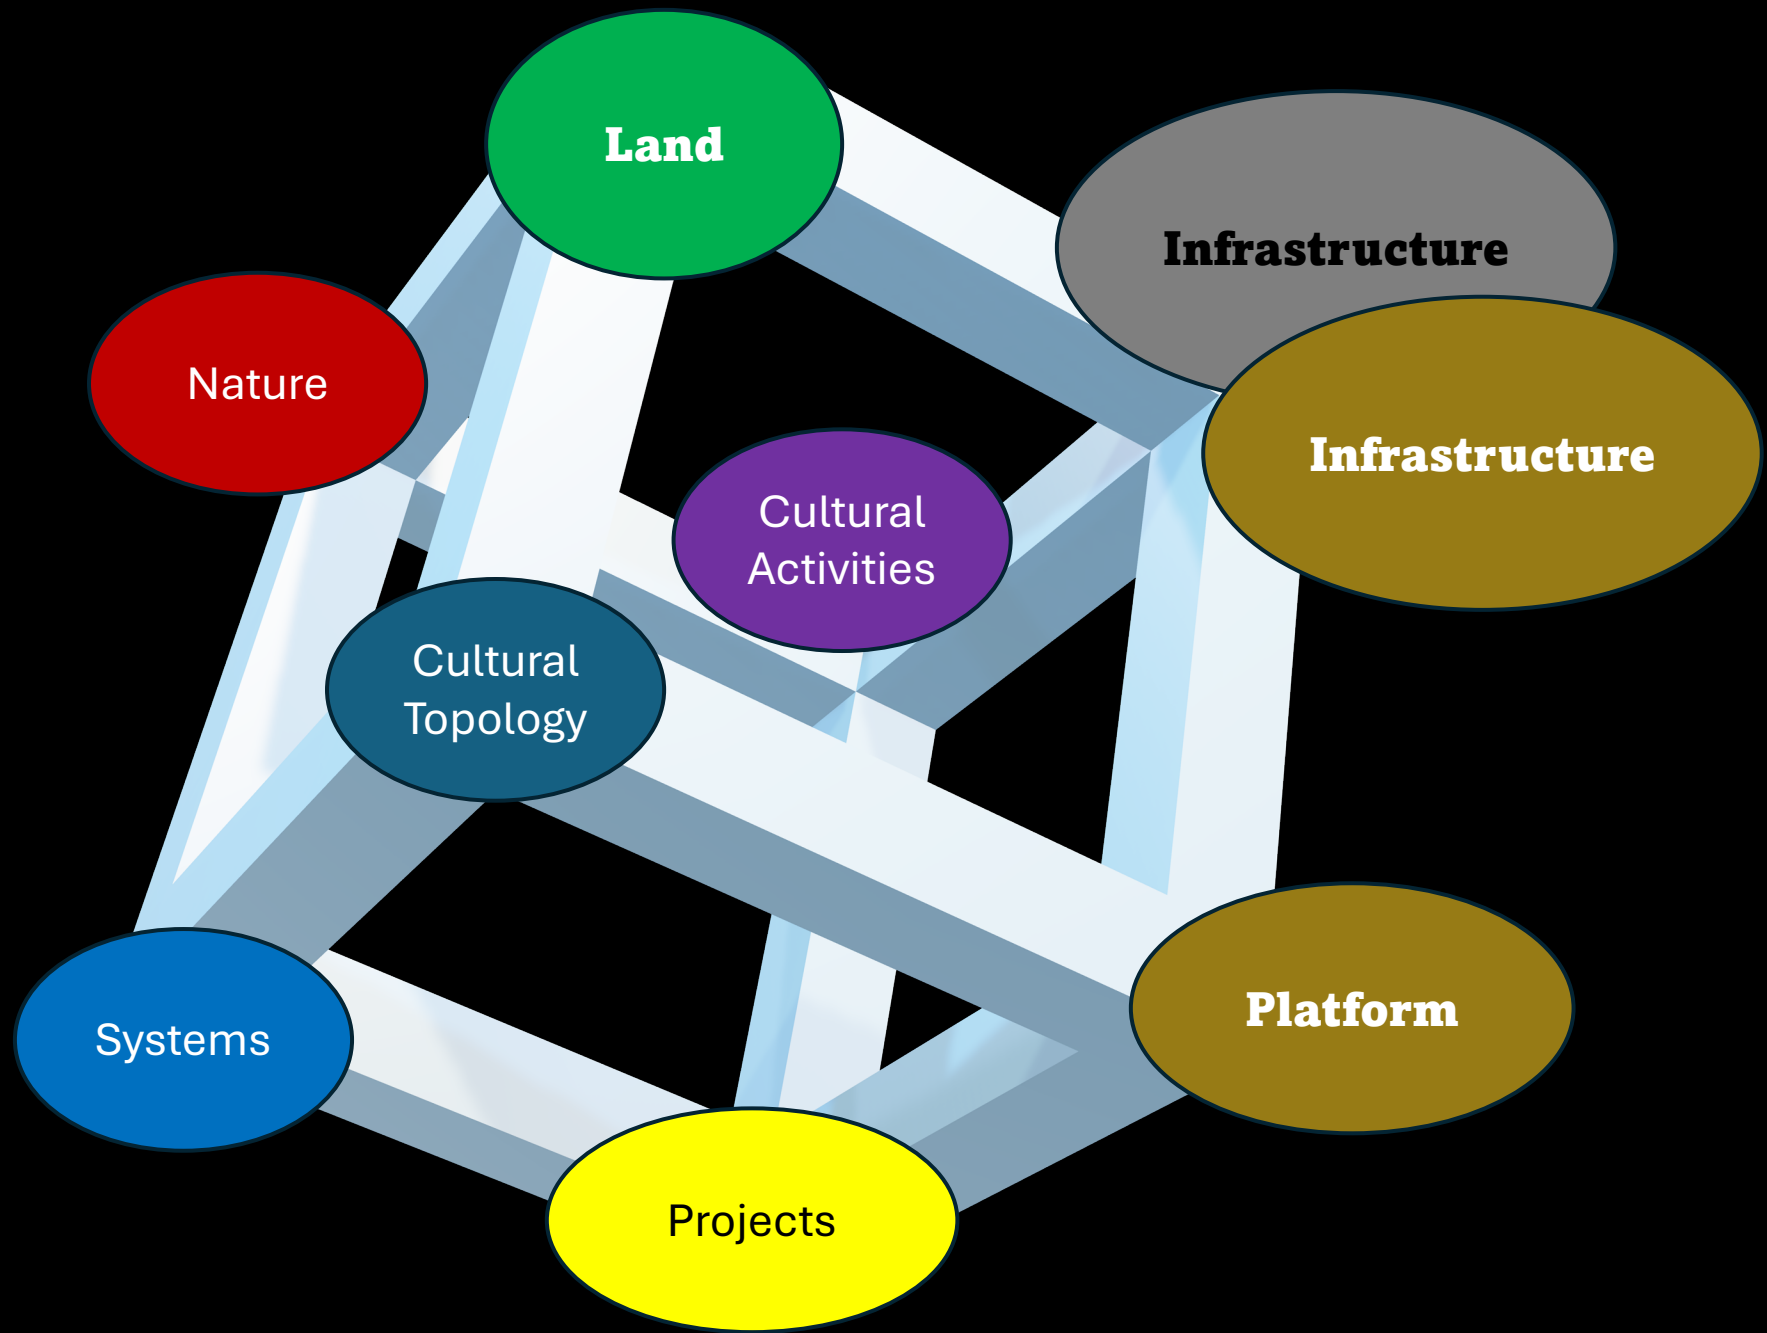 Land
Infrastructure
Nature
Infrastructure
Cultural
Activities
Cultural
Topology
Platform
Systems
Projects